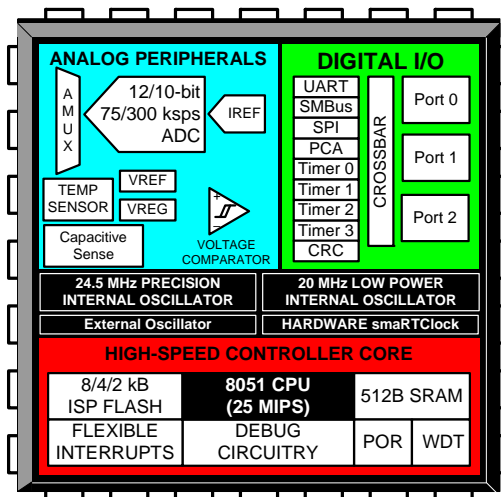 ANALOG PERIPHERALS
A
M
U
X
12/10-bit
75/300 ksps
ADC
IREF
TEMP
SENSOR
VREF
VREG
+
–
VOLTAGE
COMPARATOR
Capacitive
Sense
DIGITAL I/O
UART
SMBus
SPI
PCA
Timer 0
Timer 1
Timer 2
Timer 3
CRC
CROSSBAR
Port 0
Port 1
Port 2
24.5 MHz PRECISION
INTERNAL OSCILLATOR
20 MHz LOW POWER
INTERNAL OSCILLATOR
External Oscillator
HARDWARE smaRTClock
HIGH-SPEED CONTROLLER CORE
8/4/2 kB
ISP FLASH
8051 CPU
(25 MIPS)
512B SRAM
FLEXIBLE
INTERRUPTS
DEBUG
CIRCUITRY
POR
WDT